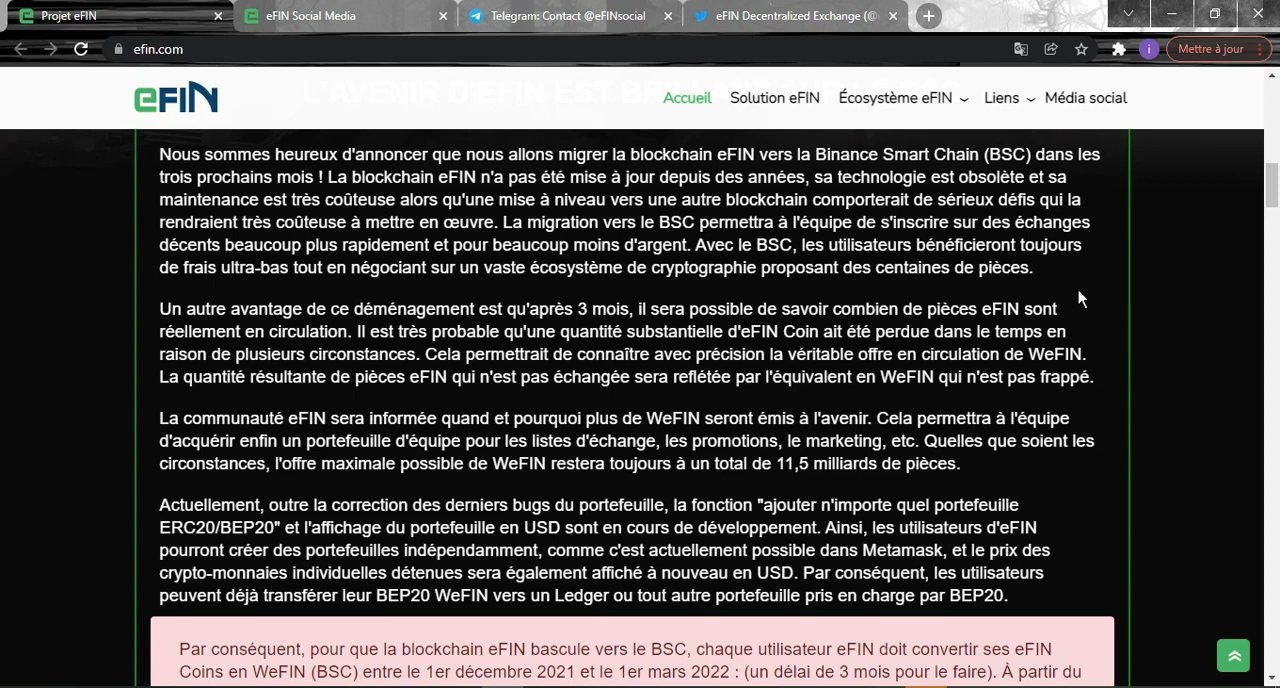 Projet eFIN
eFIN Social Media
Telegram: Contact @eFINsocial
eFIN Decentralized Exchange (@
efin.com
i
Mettre à jour
L'AVENIR D'EFIN EST
eFIN
Accueil
Solution eFIN
Écosystème eFIN
Liens
Média social
Nous sommes heureux d'annoncer que nous allons migrer la blockchain eFIN vers la Binance Smart Chain (BSC) dans les
trois prochains mois ! La blockchain eFIN n'a pas été mise à jour depuis des années, sa technologie est obsolète et sa
maintenance est très coûteuse alors qu'une mise à niveau vers une autre blockchain comporterait de sérieux défis qui la
rendraient très coûteuse à mettre en œuvre. La migration vers le BSC permettra à l'équipe de s'inscrire sur des échanges
décents beaucoup plus rapidement et pour beaucoup moins d'argent. Avec le BSC, les utilisateurs bénéficieront toujours
de frais ultra-bas tout en négociant sur un vaste écosystème de cryptographie proposant des centaines de pièces.
Un autre avantage de ce déménagement est qu'après 3 mois, il sera possible de savoir combien de pièces eFIN sont
réellement en circulation. Il est très probable qu'une quantité substantielle d'eFIN Coin ait été perdue dans le temps en
raison de plusieurs circonstances. Cela permettrait de connaître avec précision la véritable offre en circulation de WeFIN.
La quantité résultante de pièces eFIN qui n'est pas échangée sera reflétée par l'équivalent en WeFIN qui n'est pas frappé.
La communauté eFIN sera informée quand et pourquoi plus de WeFIN seront émis à l'avenir. Cela permettra à l'équipe
d'acquérir enfin un portefeuille d'équipe pour les listes d'échange, les promotions, le marketing, etc. Quelles que soient les
circonstances, l'offre maximale possible de WeFIN restera toujours à un total de 11,5 milliards de pièces.
Actuellement, outre la correction des derniers bugs du portefeuille, la fonction "ajouter n'importe quel portefeuille
ERC20/BEP20" et l'affichage du portefeuille en USD sont en cours de développement. Ainsi, les utilisateurs d'eFIN
pourront créer des portefeuilles indépendamment, comme c'est actuellement possible dans Metamask, et le prix des
crypto-monnaies individuelles détenues sera également affiché à nouveau en USD. Par conséquent, les utilisateurs
peuvent déjà transférer leur BEP20 WeFIN vers un Ledger ou tout autre portefeuille pris en charge par BEP20.
Par conséquent, pour que la blockchain eFIN bascule vers le BSC, chaque utilisateur eFIN doit convertir ses eFIN
Coins en WeFIN (BSC) entre le 1er décembre 2021 et le 1er mars 2022 : (un délai de 3 mois pour le faire). À partir du